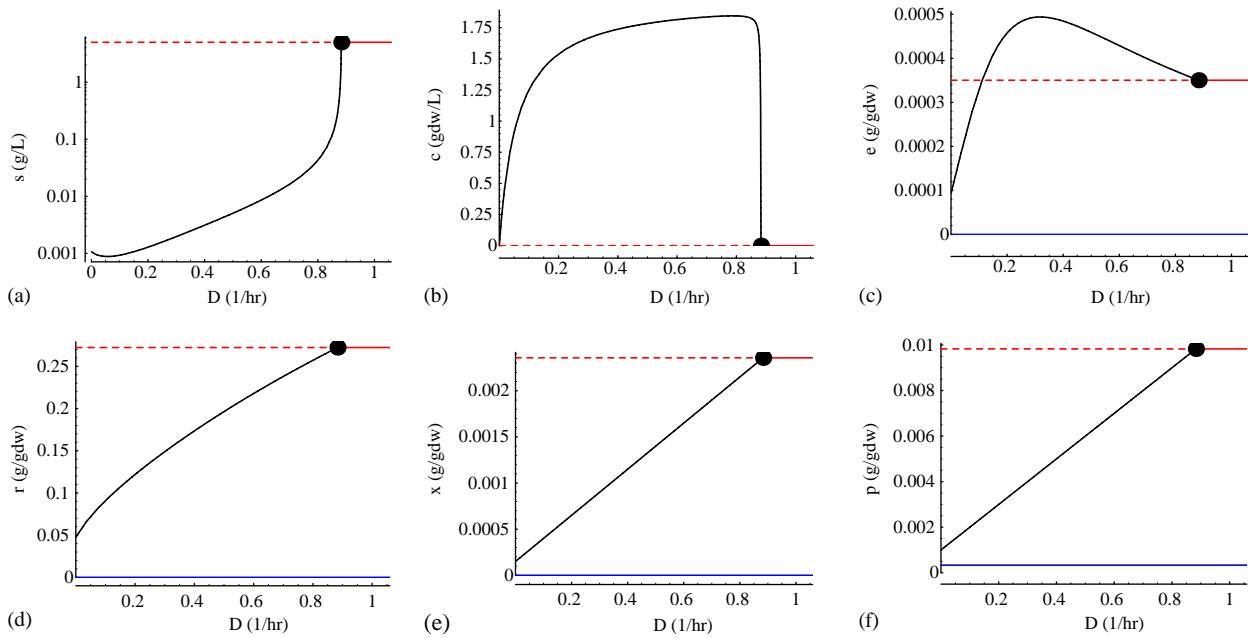 s (g/L)
1
0.1
0.01
0.001
0 0.2 0.4 0.6 0.8 1
D (1/hr)
(a)
c (gdw/L)
1.75
1.5
1.25
1
0.75
0.5
0.25
0
0.2 0.4 0.6 0.8 1
D (1/hr)
(b)
e (g/gdw)
0.0005
0.0004
0.0003
0.0002
0.0001
0
0.2 0.4 0.6 0.8 1
D (1/hr)
(c)
r (g/gdw)
0.25
0.2
0.15
0.1
0.05
0
0.2 0.4 0.6 0.8 1
D (1/hr)
(d)
x (g/gdw)
0.002
0.0015
0.001
0.0005
0
0.2 0.4 0.6 0.8 1
D (1/hr)
(e)
p (g/gdw)
0.01
0.008
0.006
0.004
0.002
0
0.2 0.4 0.6 0.8 1
D (1/hr)
(f)